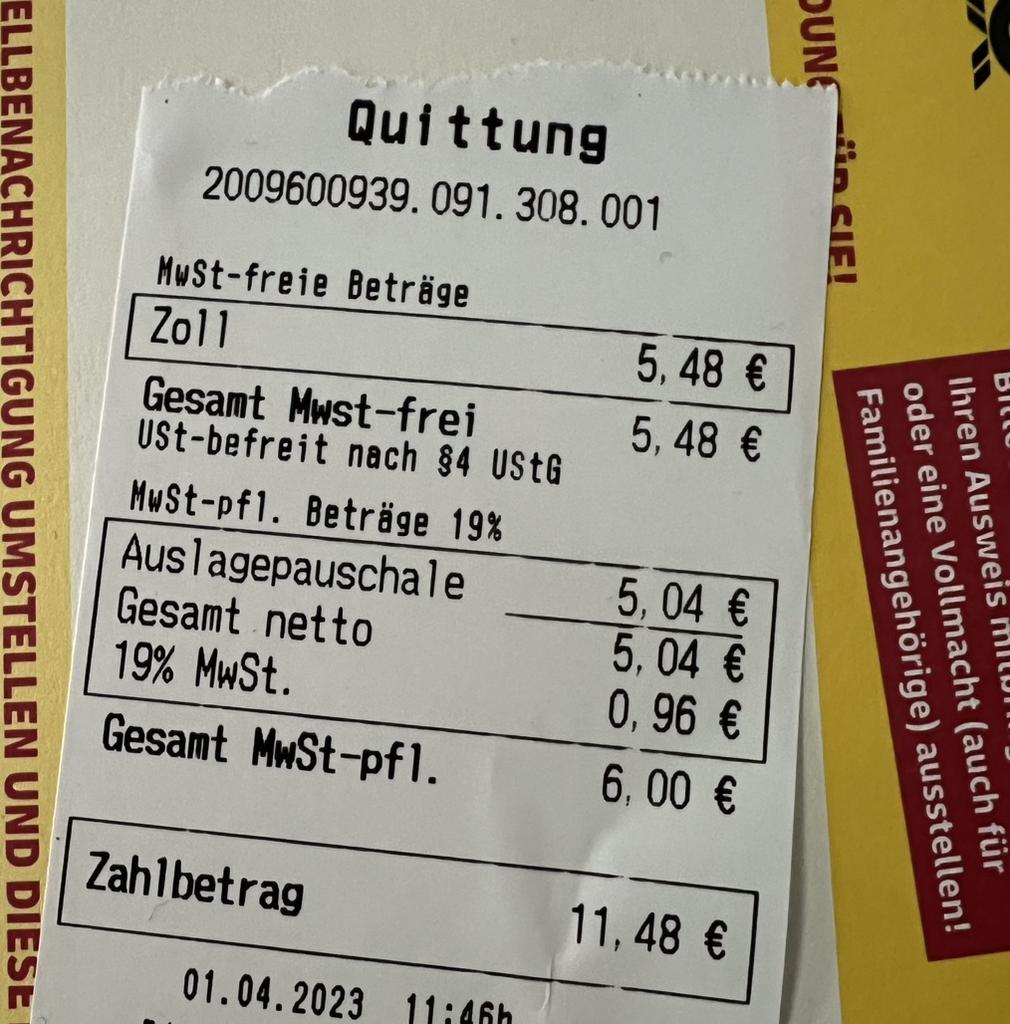 Quittung
2009600939.091.308.001
MwSt-freie Beträge
Zoll 5,48 €
Gesamt Mwst-frei 5,48 €
USt-befreit nach §4 UStG
MwSt-pfl. Beträge 19%
Auslagepauschale 5,04 €
Gesamt netto 5,04 €
19% MwSt. 0,96 €
Gesamt MwSt-pfl. 6,00 €
Zahlbetrag 11,48 €
01.04.2023 11:46h
ELLBENACHRICHTIGUNG UMSTELLEN UND DIESE
DUNG FÜR SIE!
Ihren Ausweis
oder eine Vollmacht (auch für
Familienangehörige) ausstellen!